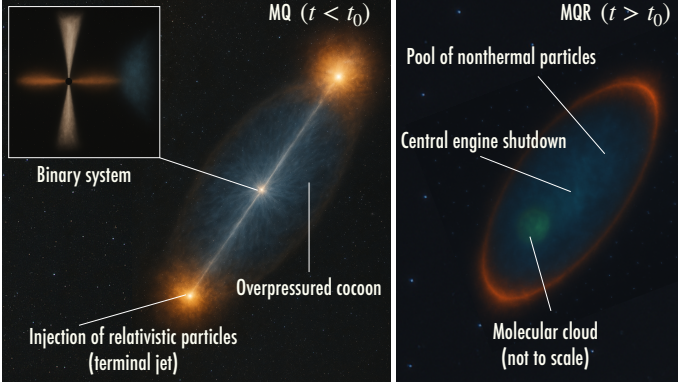 MQ (t < t₀)
Binary system
Overpressured cocoon
Injection of relativistic particles
(terminal jet)
MQR (t > t₀)
Pool of nonthermal particles
Central engine shutdown
Molecular cloud
(not to scale)